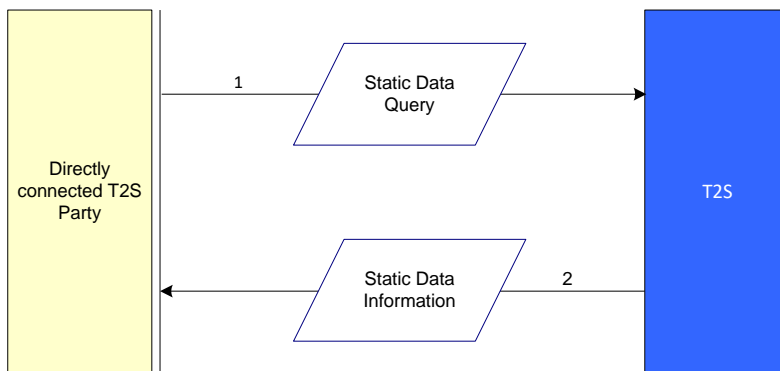 1
Static Data
Query
Directly
connected T2S
Party
T2S
Static Data
Information
2